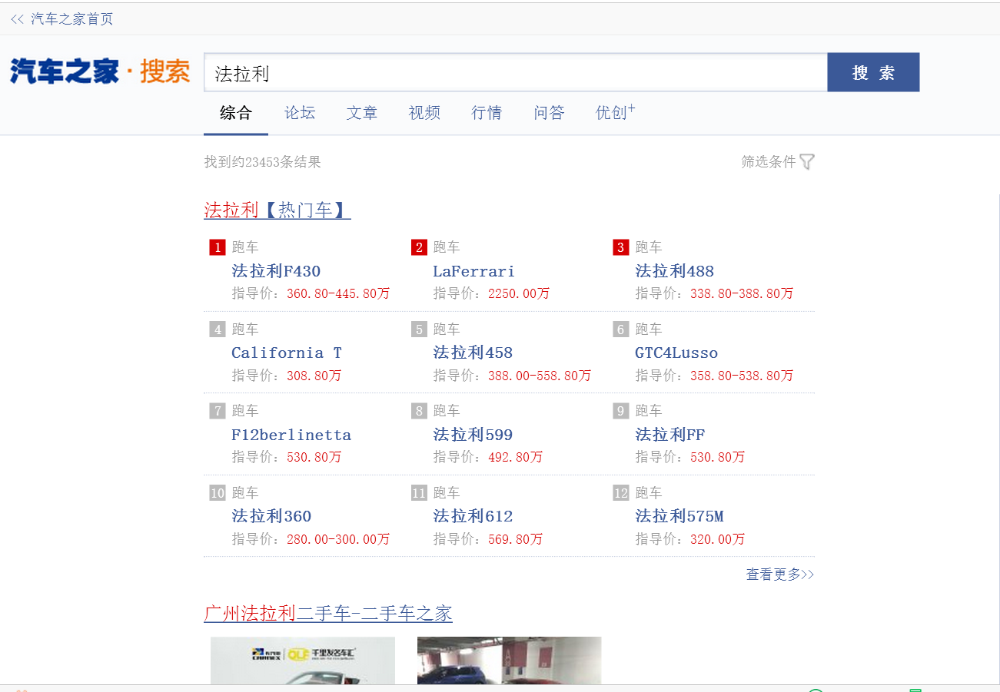 << 汽车之家首页
汽车之家·搜索 法拉利 搜 索
综合 论坛 文章 视频 行情 问答 优创+
找到约23453条结果 筛选条件
法拉利【热门车】
1 跑车 2 跑车 3 跑车
法拉利F430 LaFerrari 法拉利488
指导价: 360.80-445.80万 指导价: 2250.00万 指导价: 338.80-388.80万
4 跑车 5 跑车 6 跑车
California T 法拉利458 GTC4Lusso
指导价: 308.80万 指导价: 388.00-558.80万 指导价: 358.80-538.80万
7 跑车 8 跑车 9 跑车
F12berlinetta 法拉利599 法拉利FF
指导价: 530.80万 指导价: 492.80万 指导价: 530.80万
10 跑车 11 跑车 12 跑车
法拉利360 法拉利612 法拉利575M
指导价: 280.00-300.00万 指导价: 569.80万 指导价: 320.00万
查看更多>>
广州法拉利二手车-二手车之家
千里友名车汇